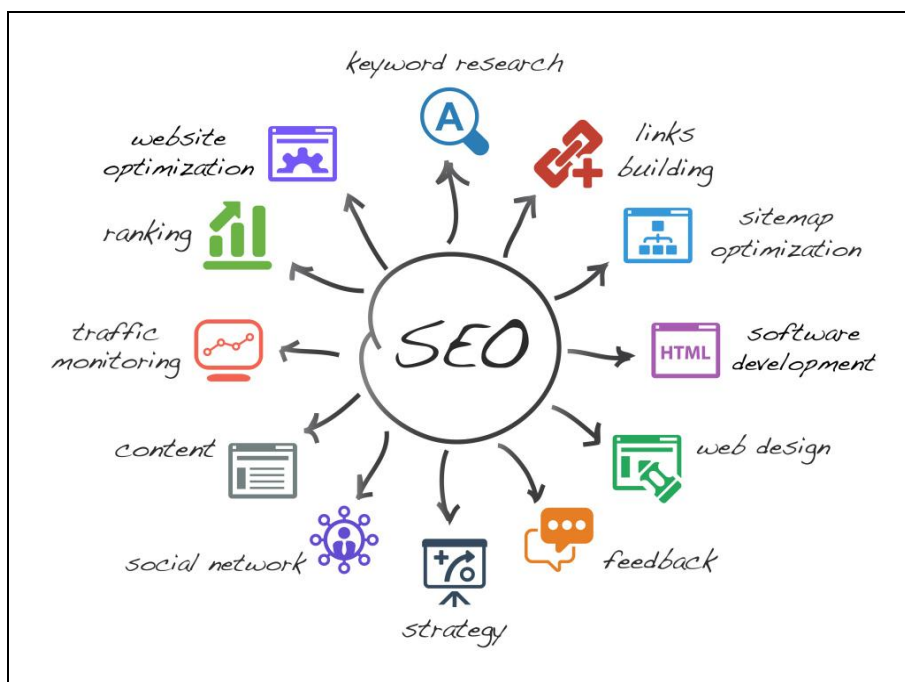 keyword research
links
building
website
optimization
A
sitemap
optimization
ranking
SEO
traffic
monitoring
HTML
software
development
content
web design
social network
feedback
strategy